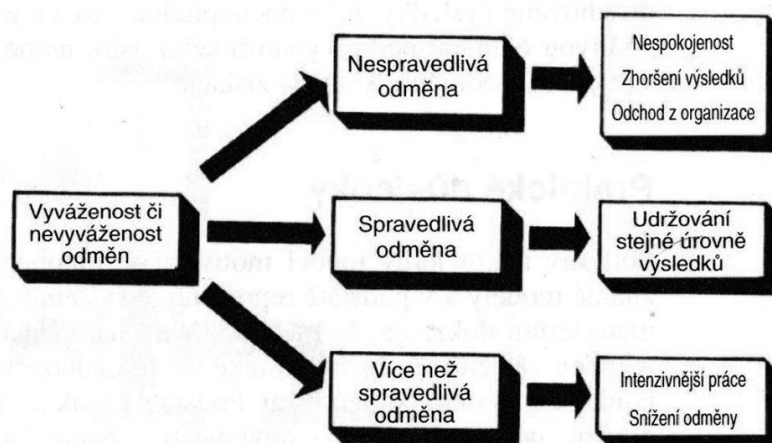 Nespravedlivá
odměna
Nespokojenost
Zhoršení výsledků
Odchod z organizace
Praktické důsledky
Vyváženost či
nevyváženost
odměn
Spravedlivá
odměna
Udržování
stejné úrovně
výsledků
Více než
spravedlivá
odměna
Intenzivnější práce
Snížení odměny